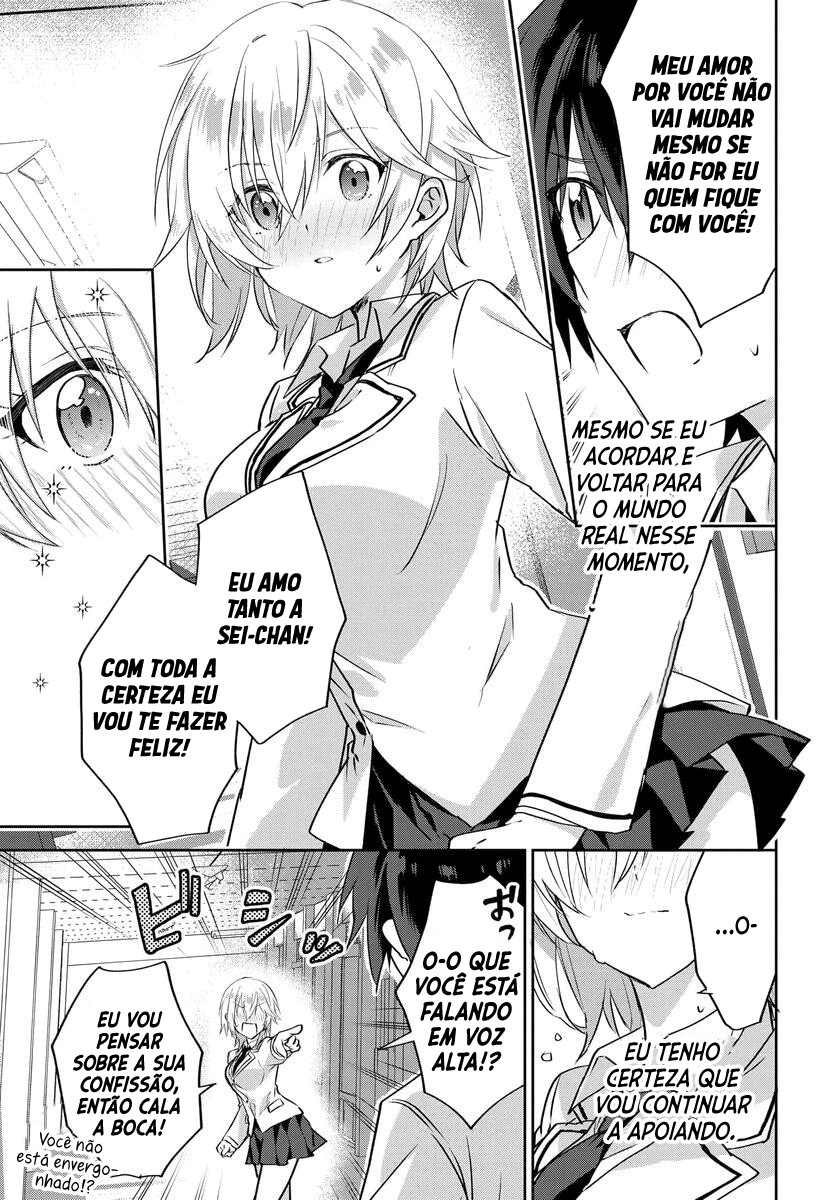 MEU AMOR
POR VOCÊ NÃO
VAI MUDAR
MESMO SE
NÃO FOR EU
QUEM FIQUE
COM VOCÊ!
MESMO SE EU
ACORDAR E
VOLTAR PARA
O MUNDO
REAL NESSE
MOMENTO,
EU AMO
TANTO A
SEI-CHAN!
COM TODA A
CERTEZA EU
VOU TE FAZER
FELIZ!
...O-
EU TENHO
CERTEZA QUE
VOU CONTINUAR
A APOIANDO.
おっ
O-O QUE
VOCÊ ESTÁ
FALANDO
EM VOZ
ALTA!?
ビシッ
EU VOU
PENSAR
SOBRE A SUA
CONFISSÃO,
ENTÃO CALA
A BOCA!
Você não
está envergo-
nhado!?